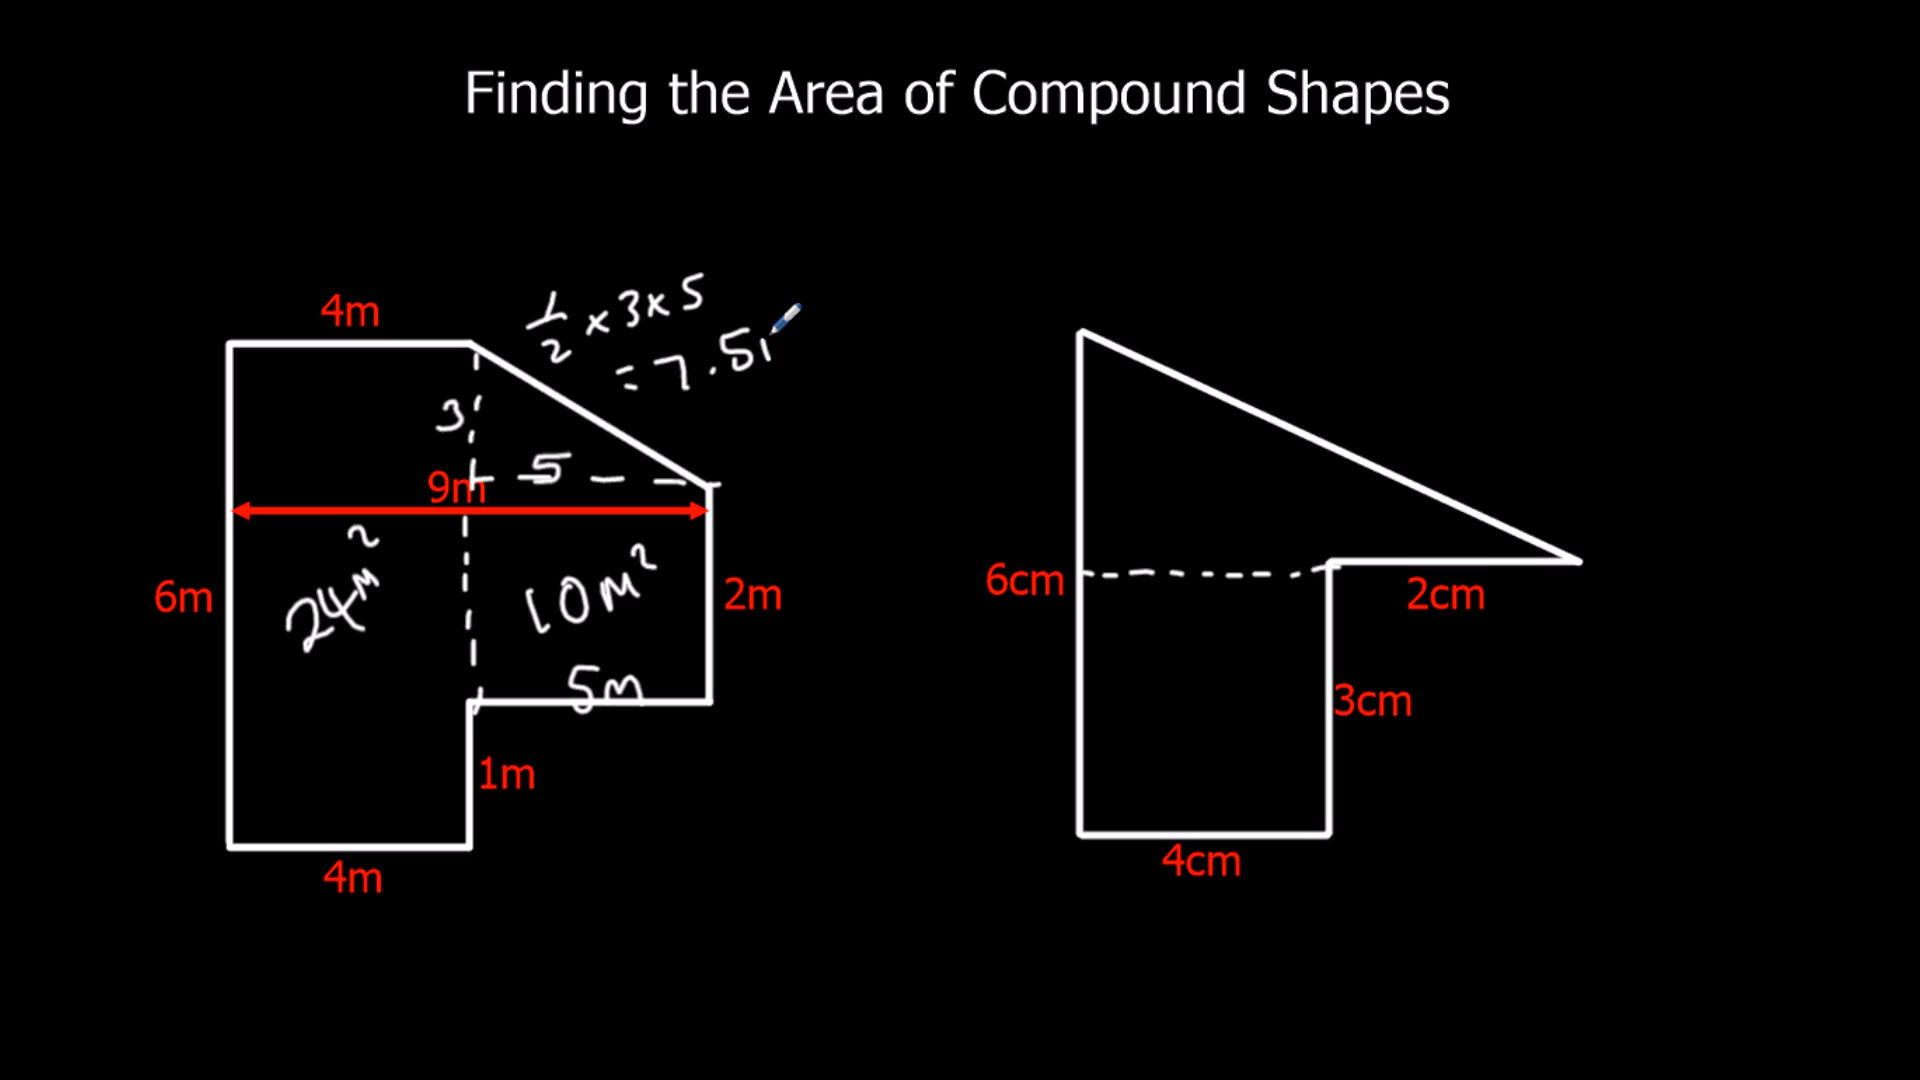 Finding the Area of Compound Shapes
4m
1/2 × 3 × 5
= 7.5
3
5
9m
6m
24m²
10m²
2m
5m
1m
4m
6cm
2cm
3cm
4cm